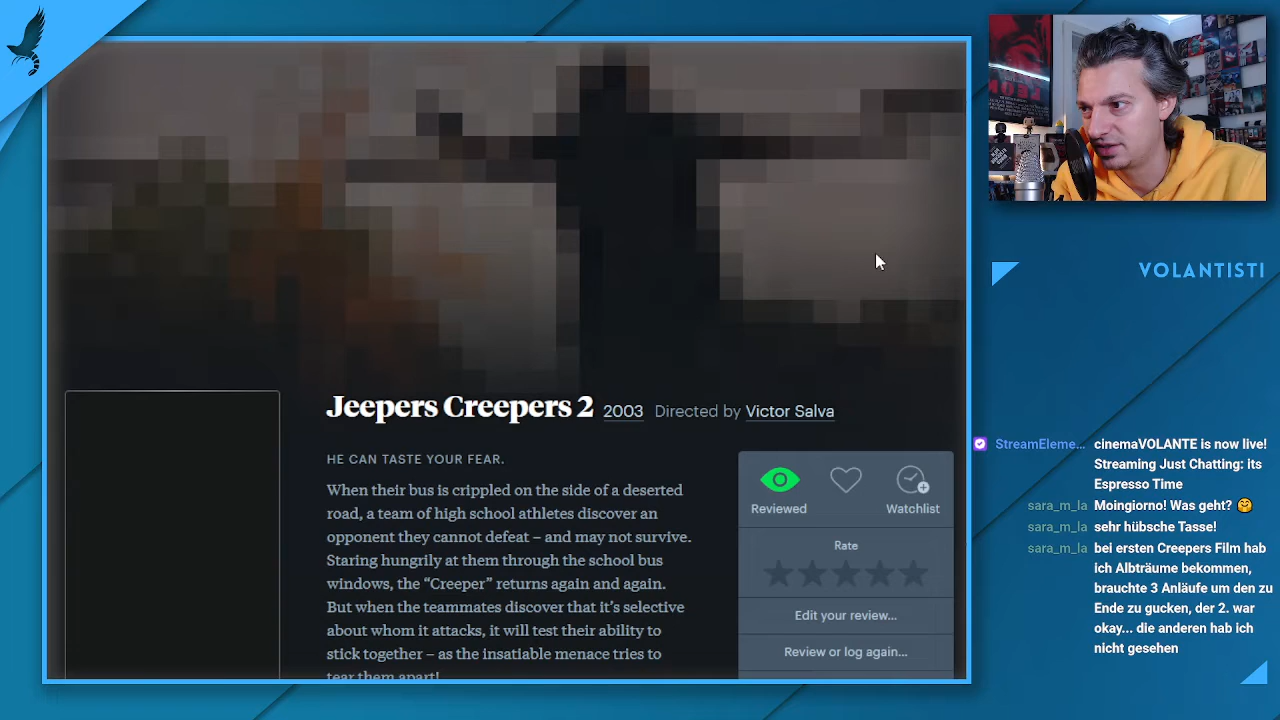 VOLANTISTI
Jeepers Creepers 2 2003 Directed by Victor Salva
HE CAN TASTE YOUR FEAR.
When their bus is crippled on the side of a deserted
road, a team of high school athletes discover an
opponent they cannot defeat – and may not survive.
Staring hungrily at them through the school bus
windows, the “Creeper” returns again and again.
But when the teammates discover that it’s selective
about whom it attacks, it will test their ability to
stick together – as the insatiable menace tries to
tear them apart!
Reviewed
Watchlist
Rate
Edit your review...
Review or log again...
StreamEleme... cinemaVOLANTE is now live!
Streaming Just Chatting: its
Espresso Time
sara_m_la Moingiorno! Was geht?
sara_m_la sehr hübsche Tasse!
sara_m_la bei ersten Creepers Film hab
ich Albträume bekommen,
brauchte 3 Anläufe um den zu
Ende zu gucken, der 2. war
okay... die anderen hab ich
nicht gesehen